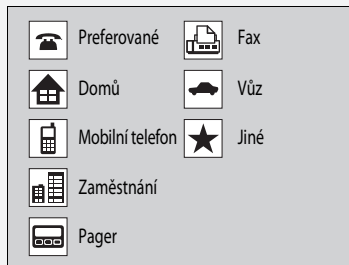 Preferované
Fax
Domů
Vůz
Mobilní telefon
Jiné
Zaměstnání
Pager